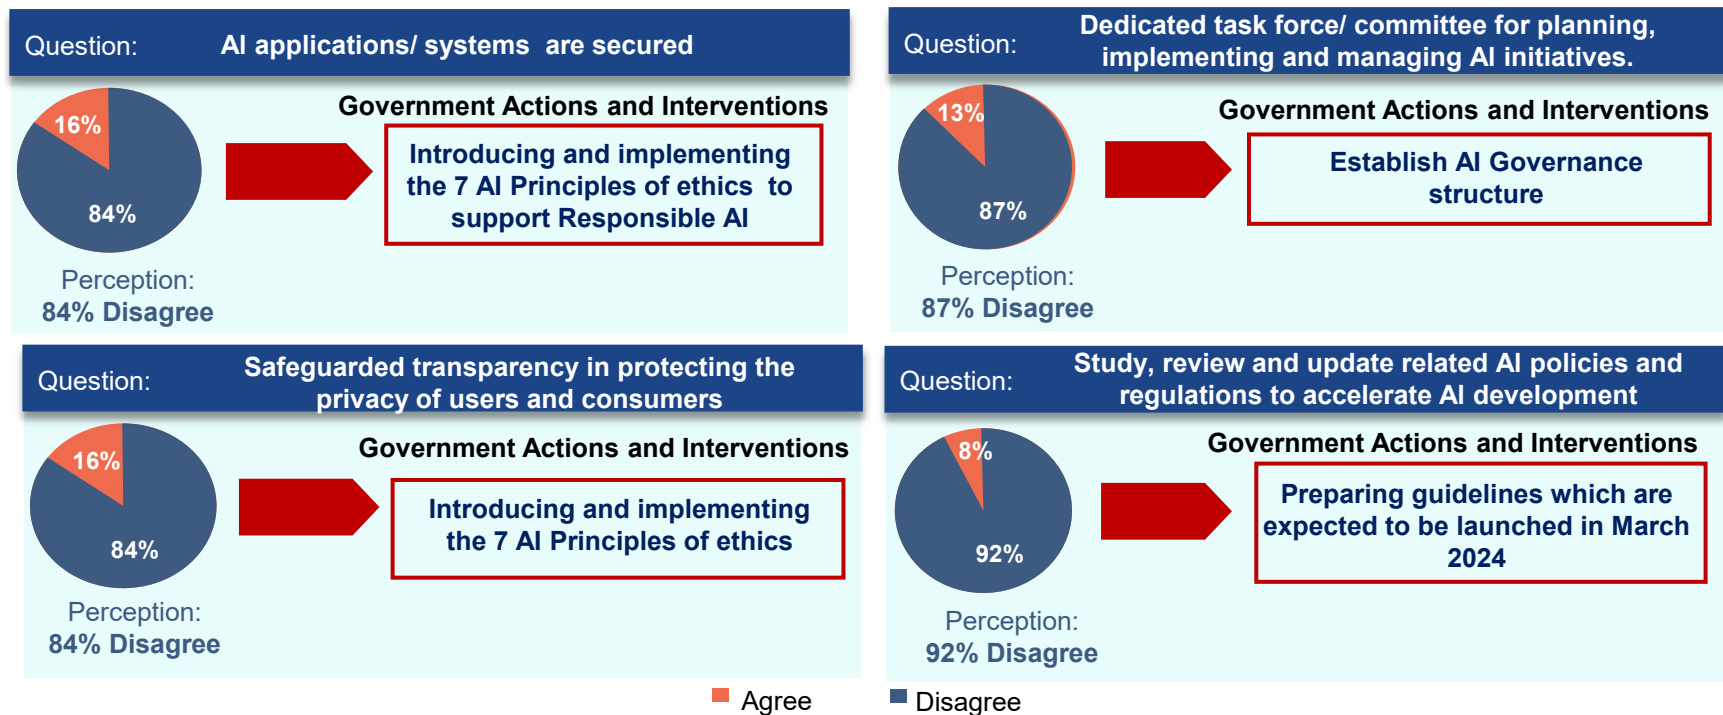 Question: AI applications/ systems are secured
Government Actions and Interventions
16%
84%
Introducing and implementing
the 7 AI Principles of ethics to
support Responsible AI
Perception:
84% Disagree
Question: Dedicated task force/ committee for planning,
implementing and managing AI initiatives.
Government Actions and Interventions
13%
87%
Establish AI Governance
structure
Perception:
87% Disagree
Question: Safeguarded transparency in protecting the
privacy of users and consumers
Government Actions and Interventions
16%
84%
Introducing and implementing
the 7 AI Principles of ethics
Perception:
84% Disagree
Question: Study, review and update related AI policies and
regulations to accelerate AI development
Government Actions and Interventions
8%
92%
Preparing guidelines which are
expected to be launched in March
2024
Perception:
92% Disagree
Agree
Disagree